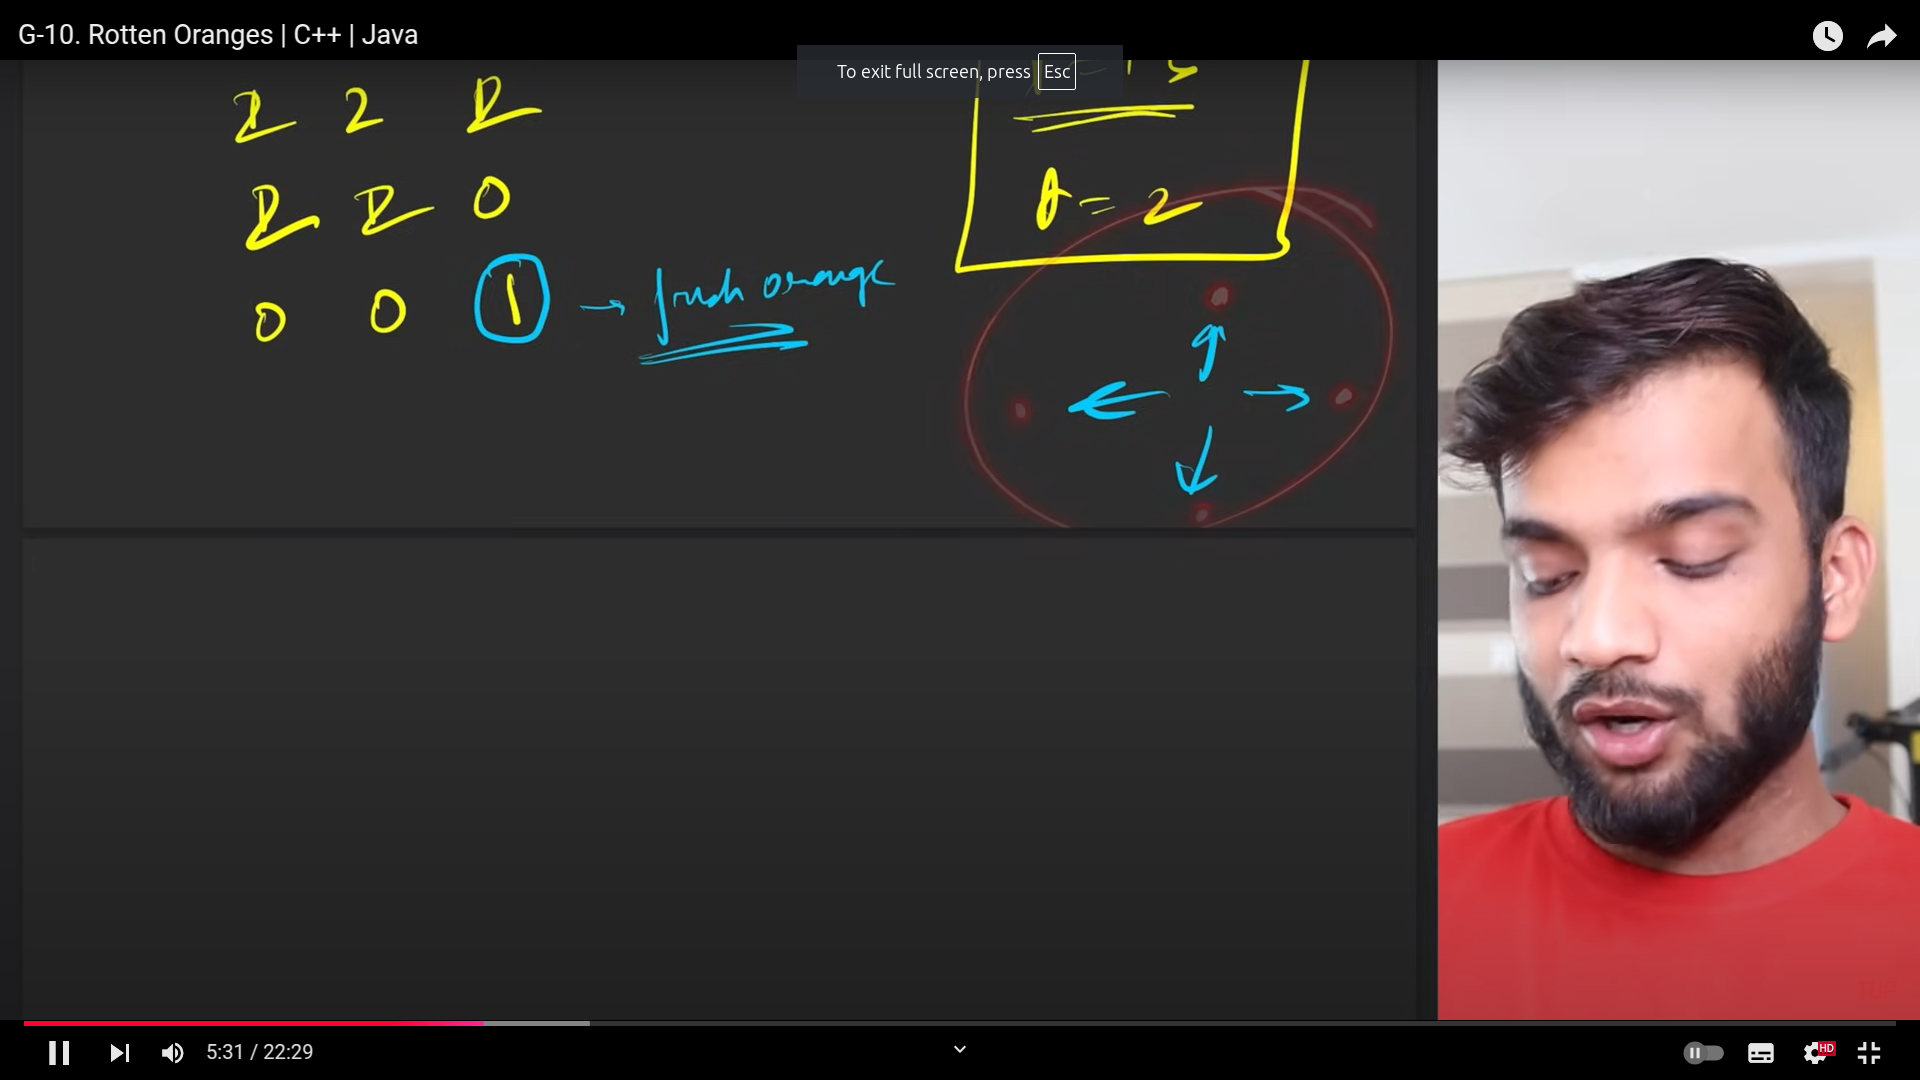 G-10. Rotten Oranges | C++ | Java
To exit full screen, press Esc
2 2 2
2 2 0
0 0 1 → fresh orange
t = 2
5:31 / 22:29
HD